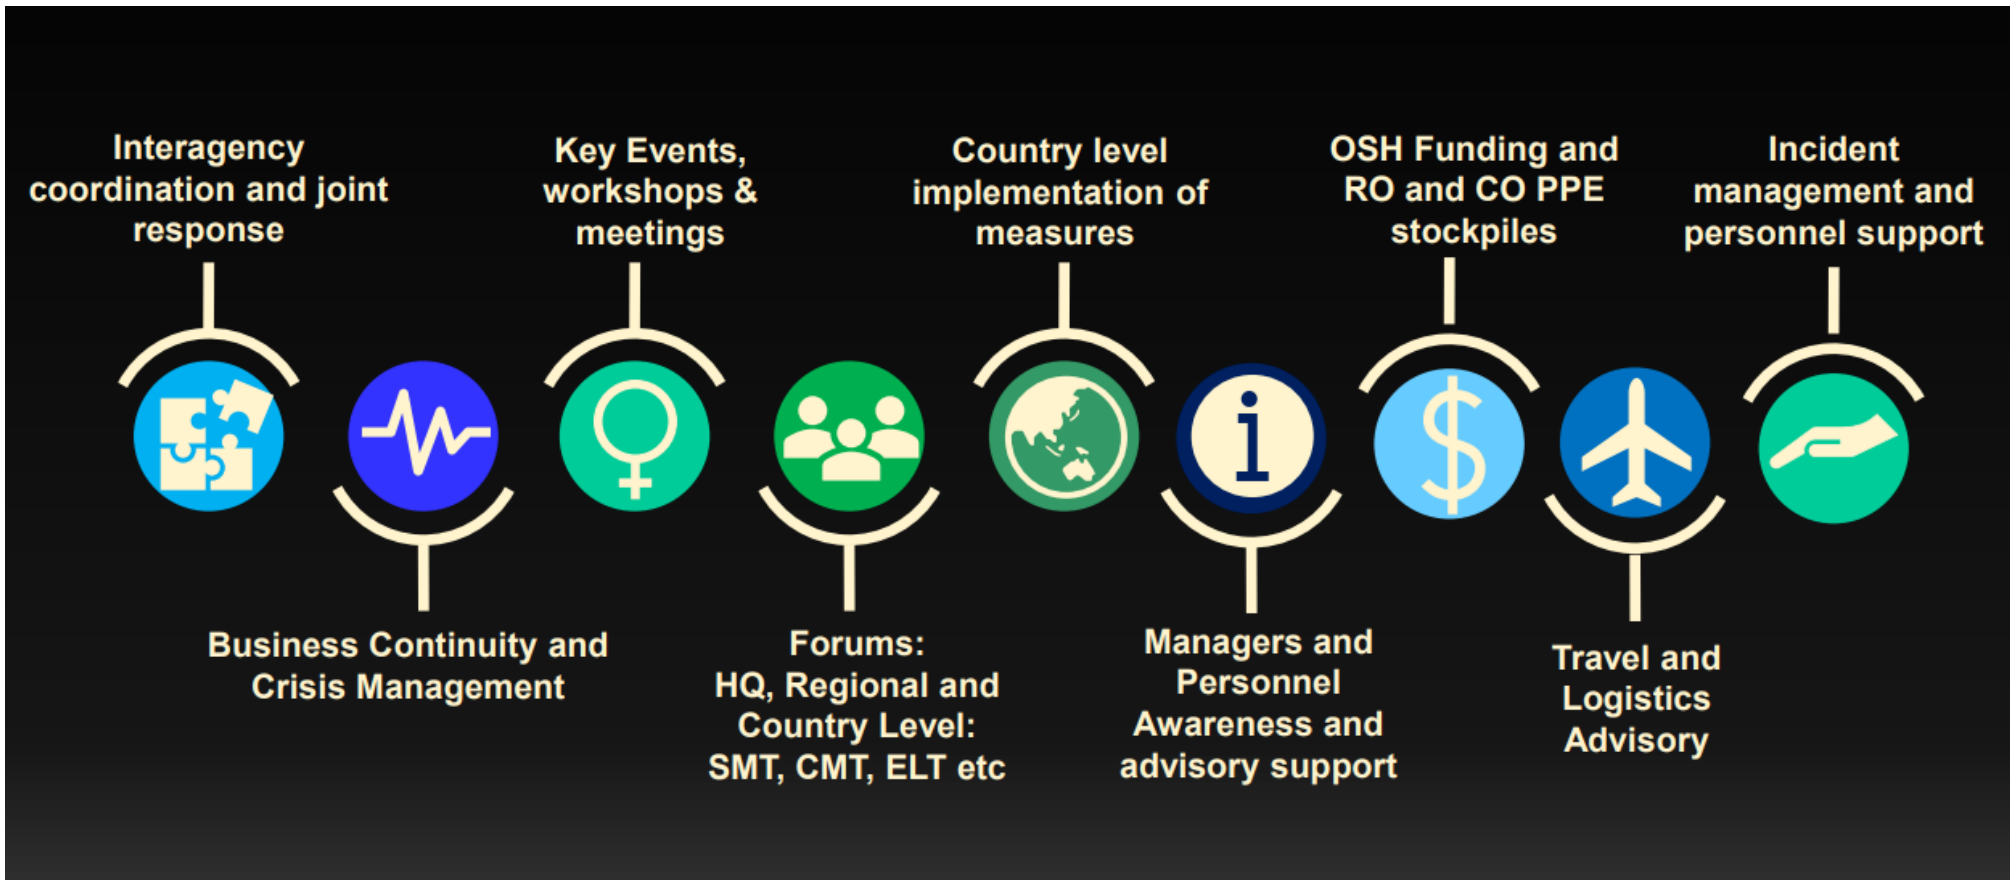 Interagency
coordination and joint
response
Business Continuity and
Crisis Management
Key Events,
workshops &
meetings
Forums:
HQ, Regional and
Country Level:
SMT, CMT, ELT etc
Country level
implementation of
measures
Managers and
Personnel
Awareness and
advisory support
OSH Funding and
RO and CO PPE
stockpiles
Travel and
Logistics
Advisory
Incident
management and
personnel support